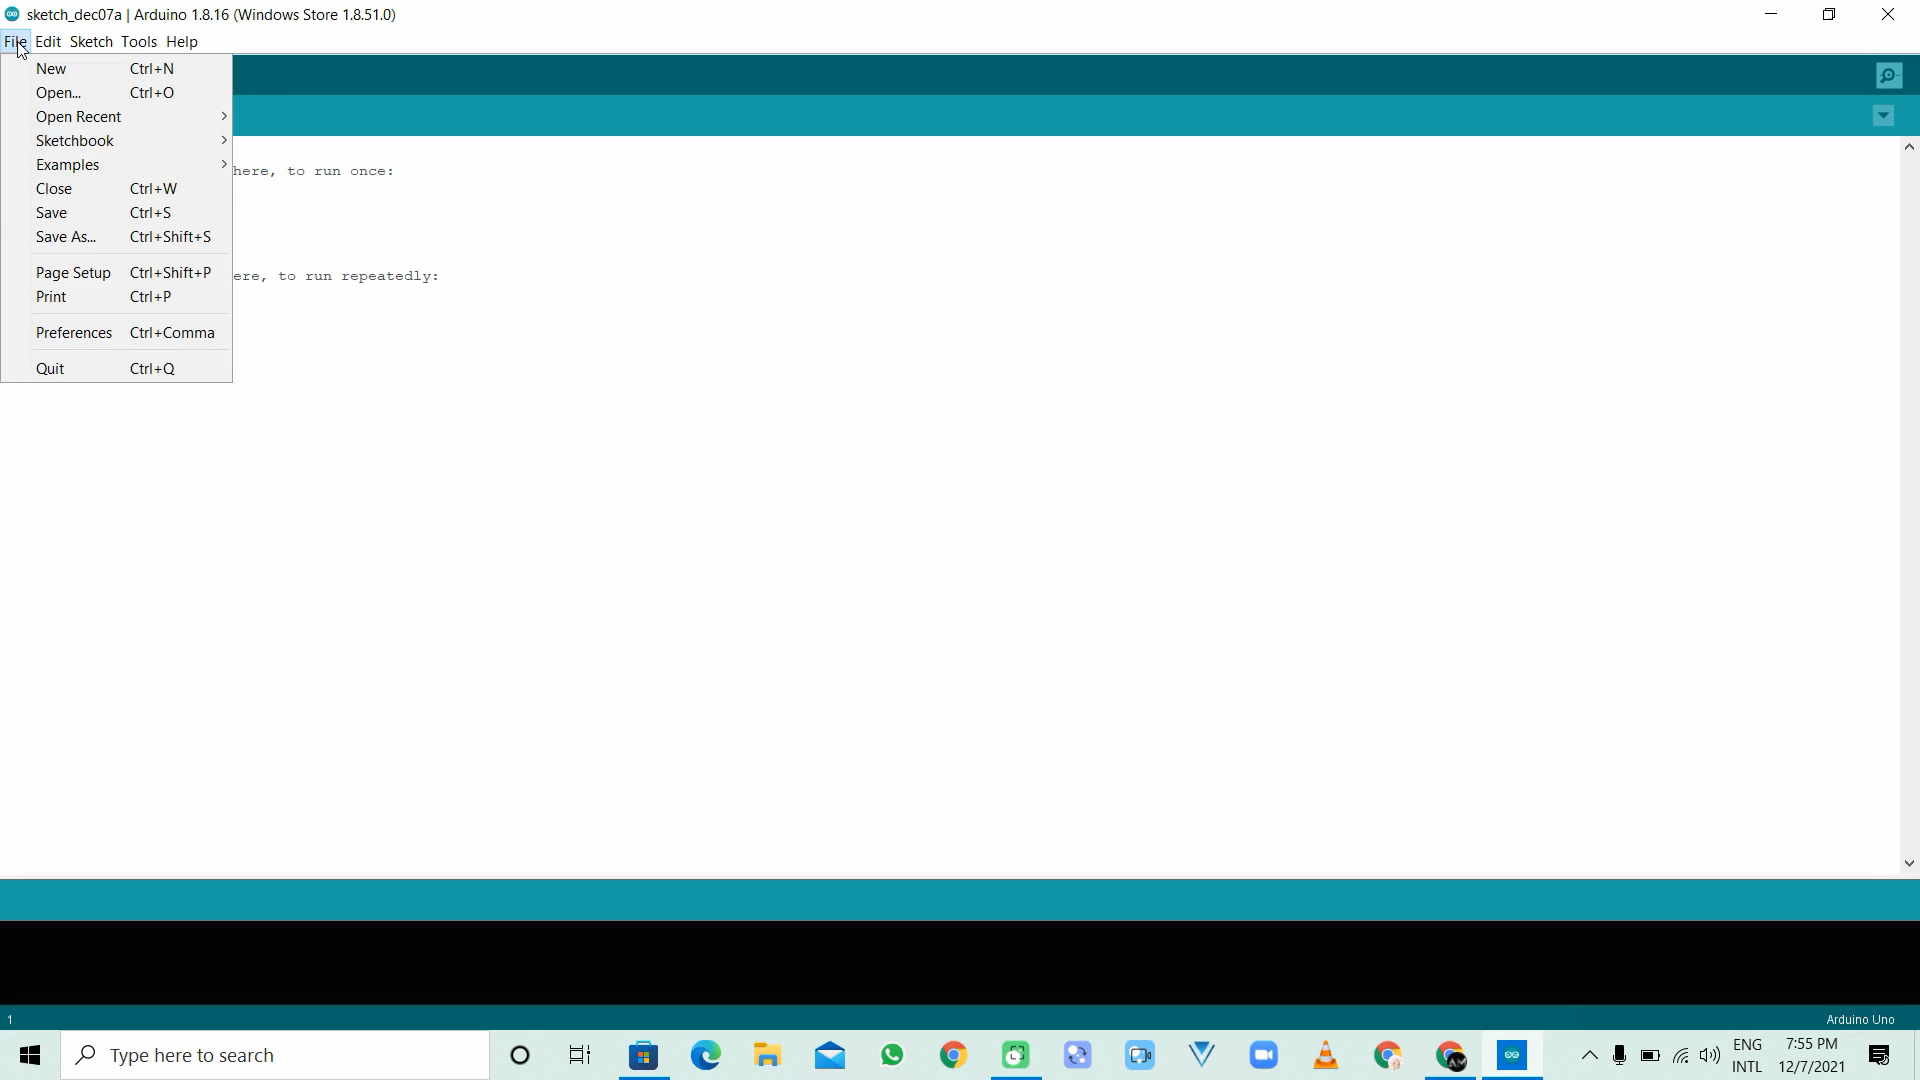 sketch_dec07a | Arduino 1.8.16 (Windows Store 1.8.51.0)
File Edit Sketch Tools Help
New Ctrl+N
Open... Ctrl+O
Open Recent
Sketchbook
Examples
Close Ctrl+W
Save Ctrl+S
Save As... Ctrl+Shift+S
Page Setup Ctrl+Shift+P
Print Ctrl+P
Preferences Ctrl+Comma
Quit Ctrl+Q
here, to run once:
ere, to run repeatedly:
1
Arduino Uno
Type here to search
AM
ENG
INTL
7:55 PM
12/7/2021